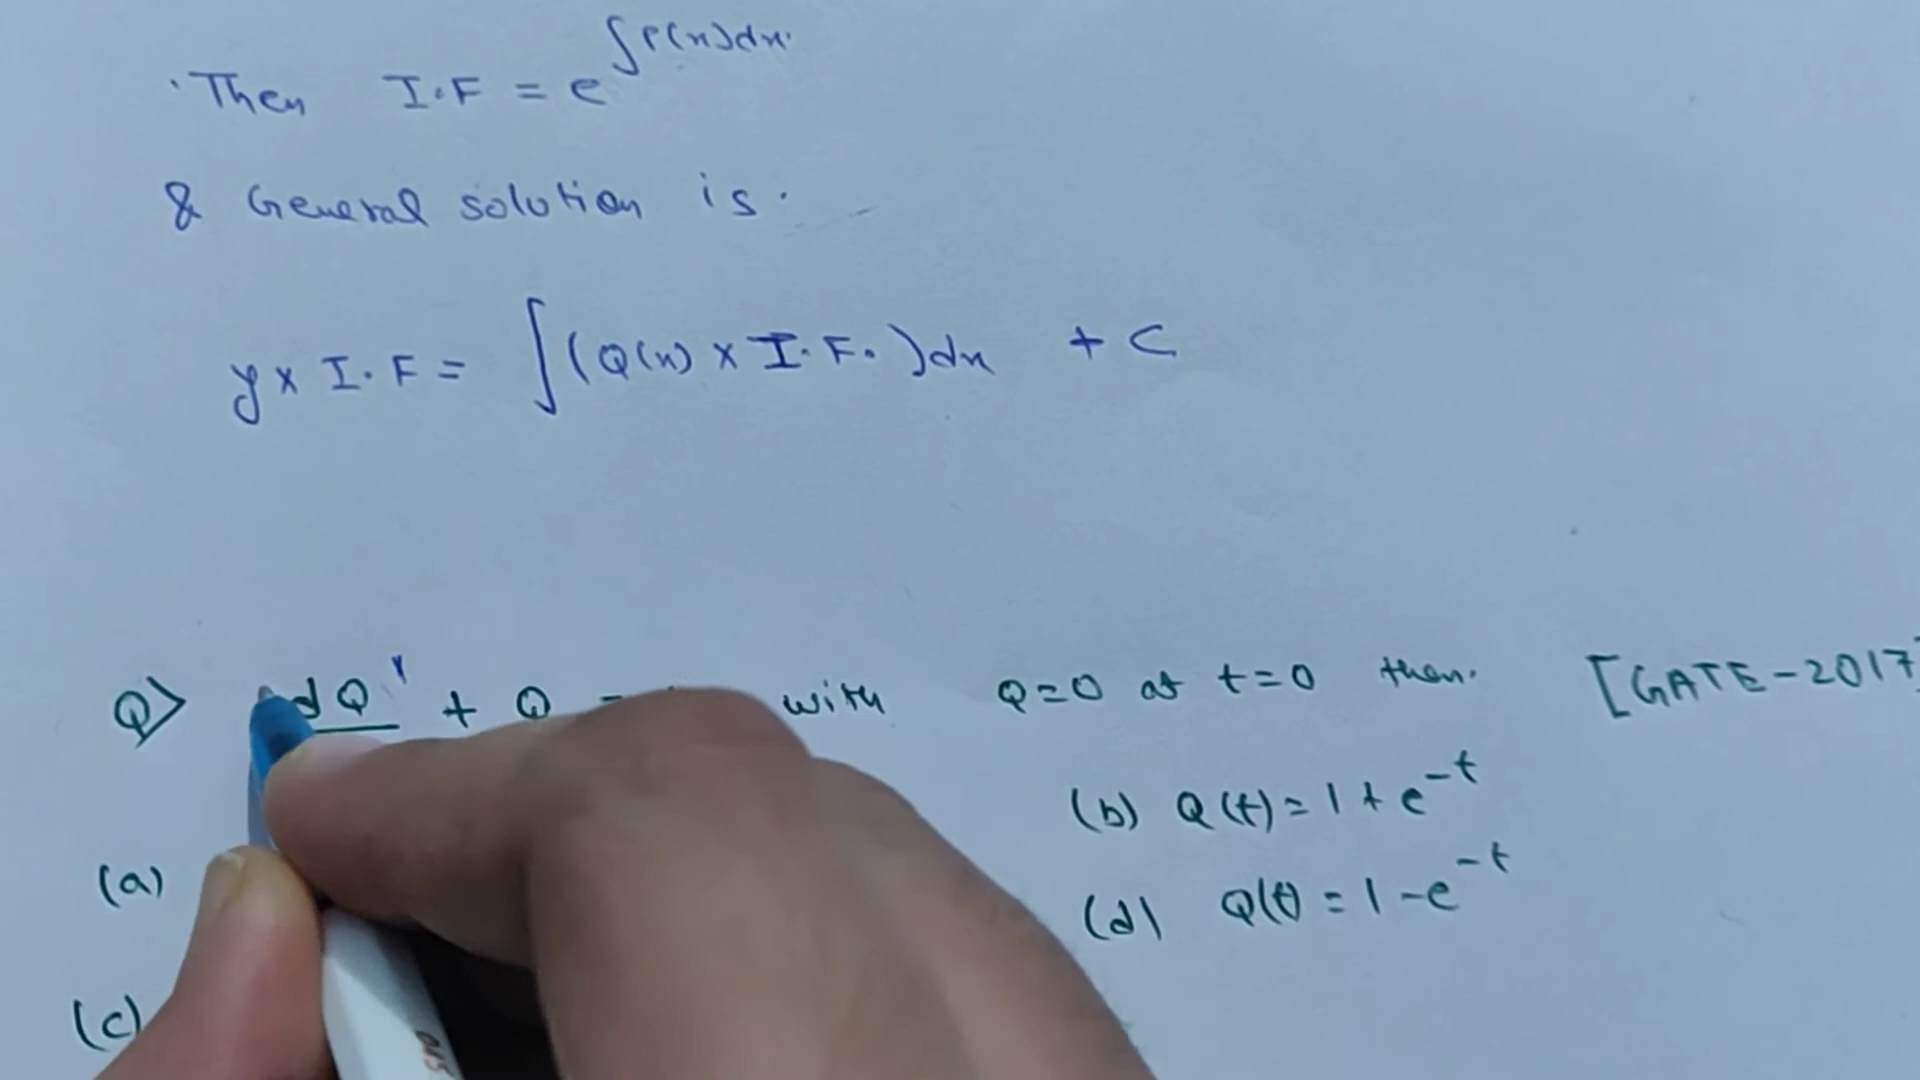 Then I.F = e^∫P(x)dx
& General solution is.
y x I.F = ∫(Q(x) x I.F.)dx + C
Q> dQ + Q = with Q=0 at t=0 then. [GATE-2017]
(b) Q(t) = 1 + e^-t
(a)
(d) Q(t) = 1 - e^-t
(c)